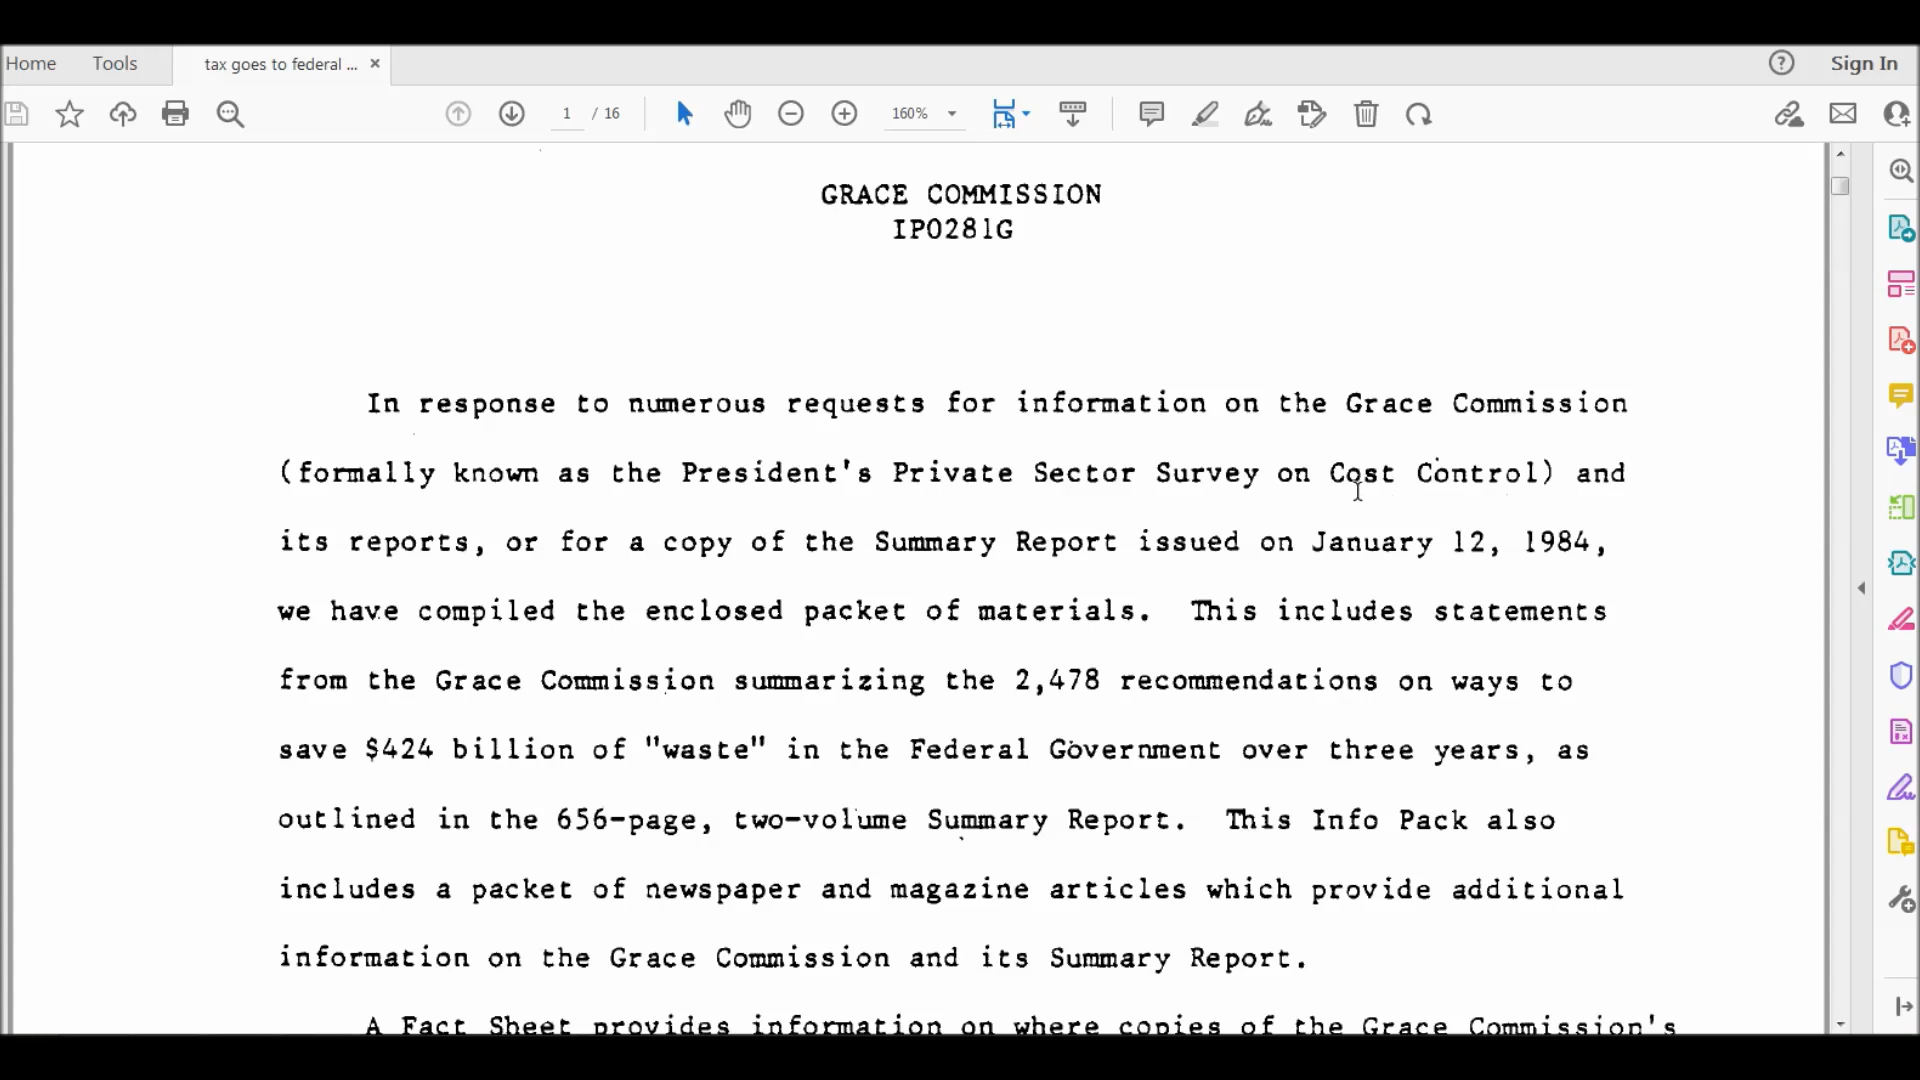 Home Tools tax goes to federal ... × ? Sign In
1 / 16 160%
GRACE COMMISSION
IP0281G
In response to numerous requests for information on the Grace Commission
(formally known as the President's Private Sector Survey on Cost Control) and
its reports, or for a copy of the Summary Report issued on January 12, 1984,
we have compiled the enclosed packet of materials. This includes statements
from the Grace Commission summarizing the 2,478 recommendations on ways to
save $424 billion of "waste" in the Federal Government over three years, as
outlined in the 656-page, two-volume Summary Report. This Info Pack also
includes a packet of newspaper and magazine articles which provide additional
information on the Grace Commission and its Summary Report.
A Fact Sheet provides information on where copies of the Grace Commission's